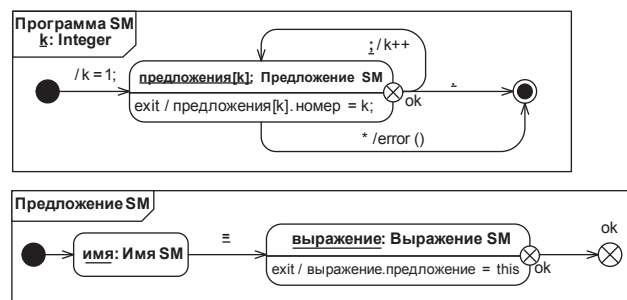 Программа SM
k: Integer
/ k = 1;
; / k++
предложения[k]: Предложение SM
exit / предложения[k].номер = k;
ok
.
* /error ()
Предложение SM
имя: Имя SM
=
выражение: Выражение SM
exit / выражение.предложение = this
ok
ok